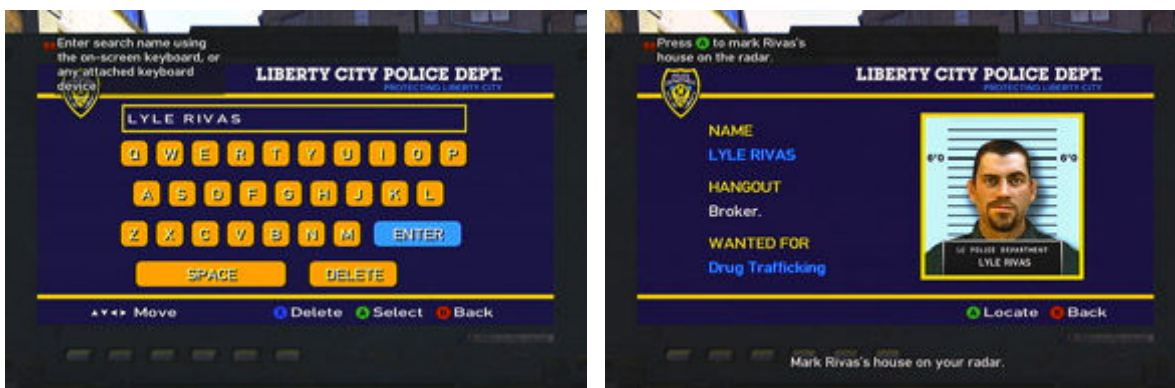 Enter search name using
the on-screen keyboard, or
any attached keyboard
device
LIBERTY CITY POLICE DEPT.
PROTECTING LIBERTY CITY
LYLE RIVAS
Q W E R T Y U I O P
A S D F G H J K L
Z X C V B N M ENTER
SPACE DELETE
Move Delete A Select B Back
Press A to mark Rivas's
house on the radar.
LIBERTY CITY POLICE DEPT.
PROTECTING LIBERTY CITY
NAME
LYLE RIVAS
HANGOUT
Broker.
WANTED FOR
Drug Trafficking
6'0 6'0
LC POLICE DEPARTMENT
LYLE RIVAS
A Locate B Back
Mark Rivas's house on your radar.